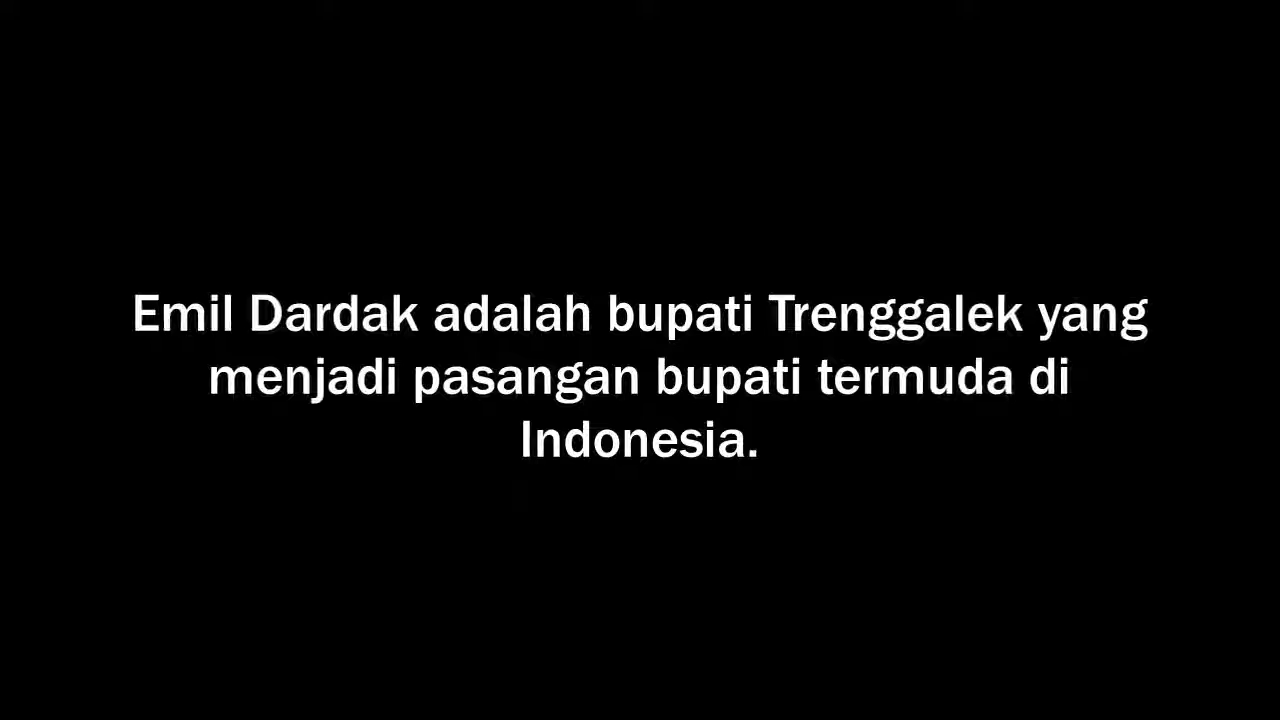 Emil Dardak adalah bupati Trenggalek yang
menjadi pasangan bupati termuda di
Indonesia.